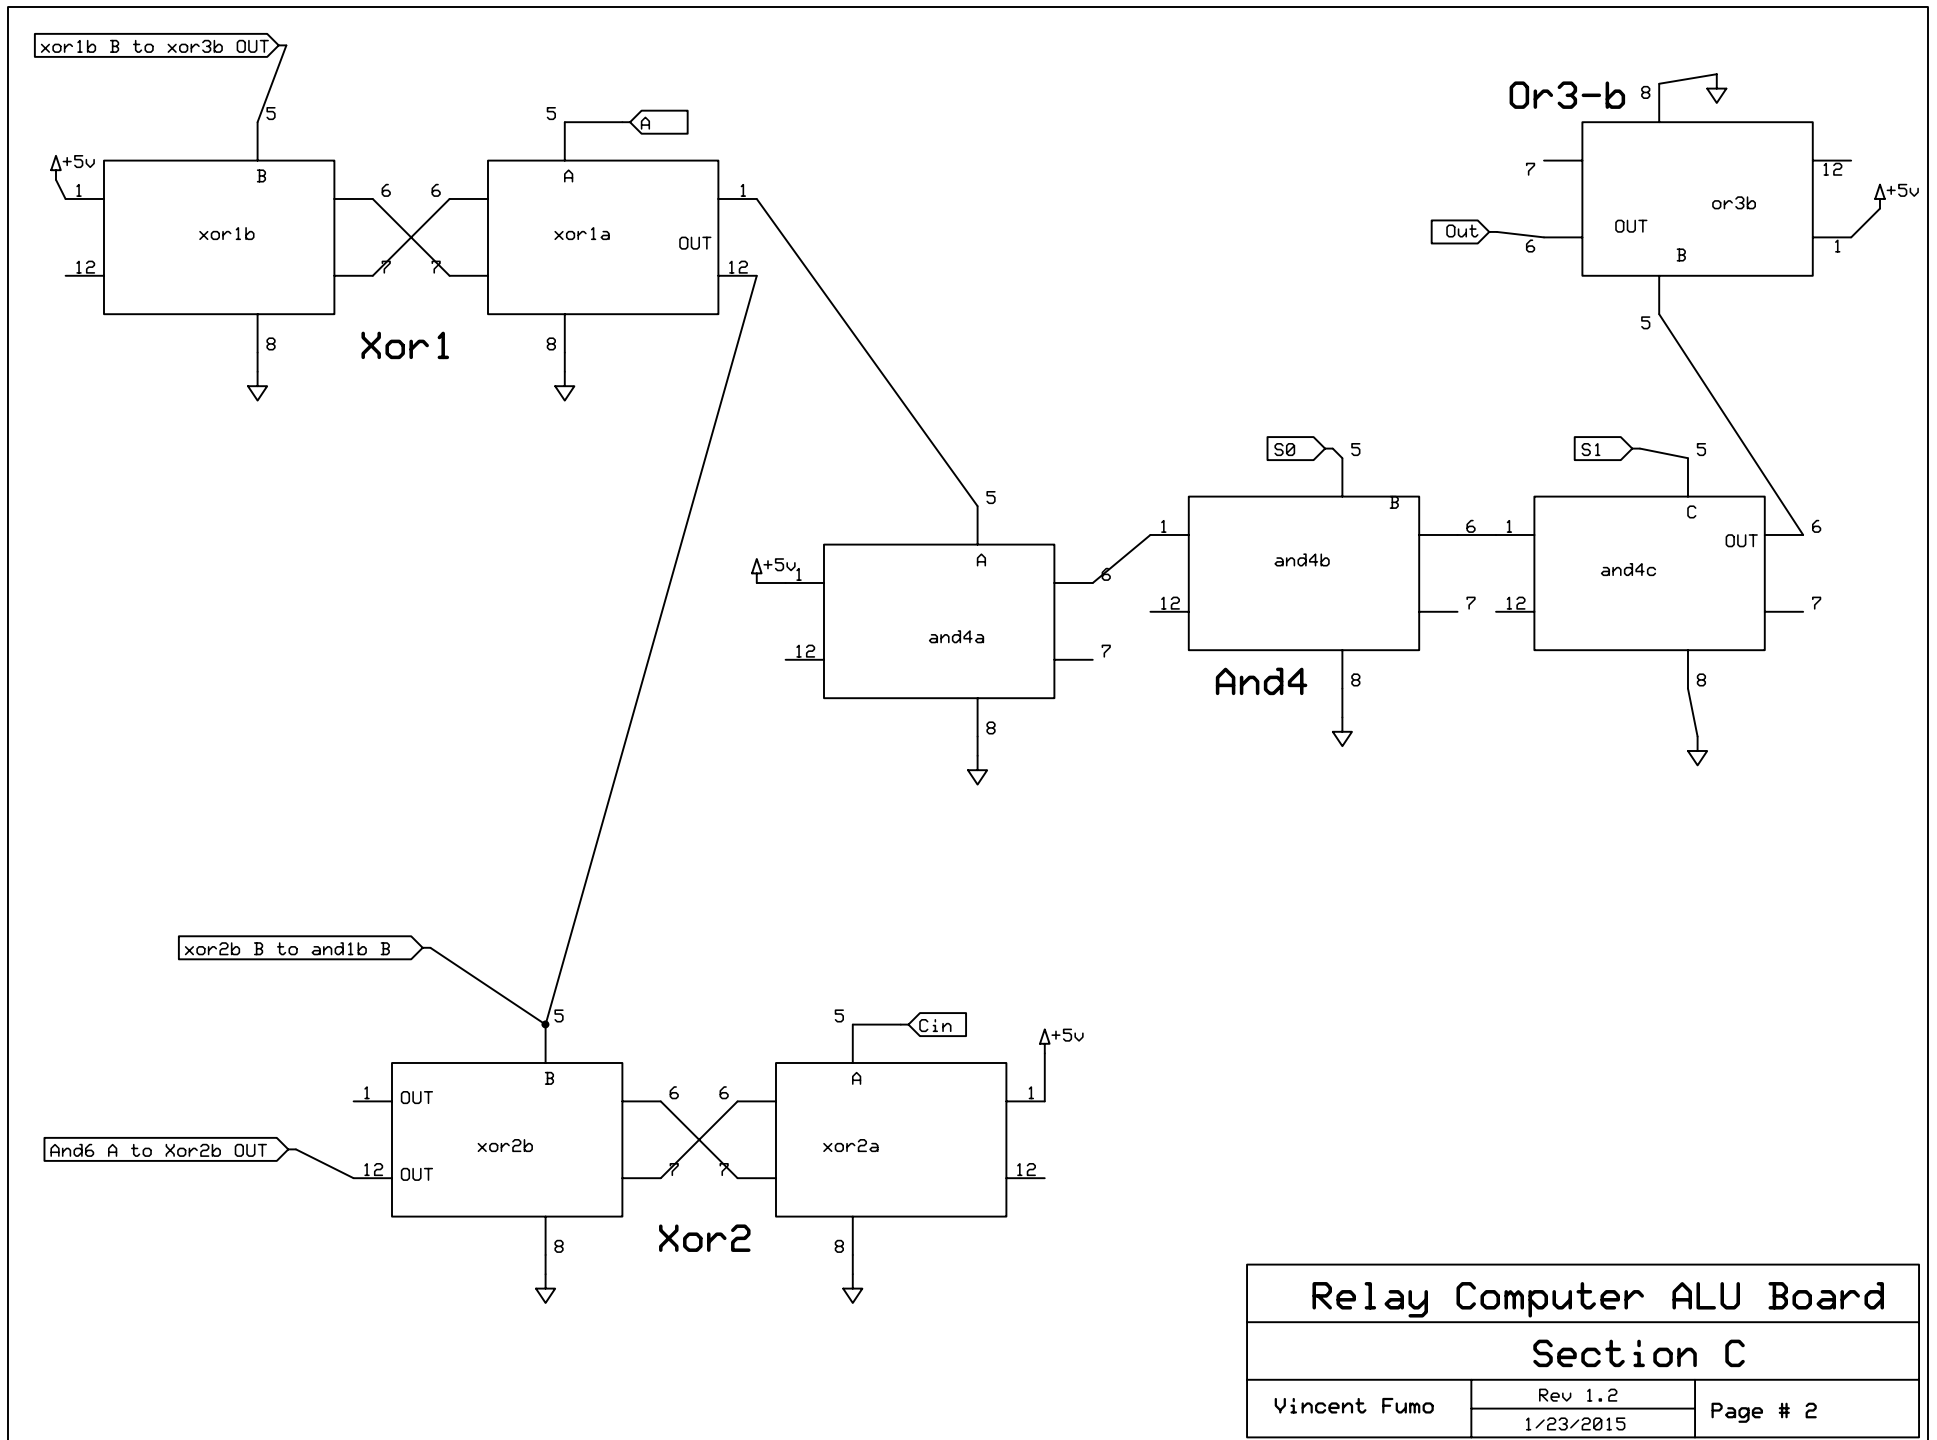 xor1b B to xor3b OUT
5
+5v
1
B
xor1b
12
8
6
7
Xor1
6
7
5
A
A
xor1a
1
OUT
12
8
Or3-b
8
7
12
or3b
+5v
Out
OUT
6
B
1
5
5
+5v
1
A
and4a
12
6
7
8
S0
5
B
1
and4b
12
6
7
And4
8
S1
5
C
1
OUT
and4c
12
6
7
8
xor2b B to and1b B
5
B
1
OUT
xor2b
And6 A to Xor2b OUT
12
OUT
8
6
7
Xor2
6
7
5
Cin
A
xor2a
+5v
1
12
8
Relay Computer ALU Board
Section C
Vincent Fumo
Rev 1.2
1/23/2015
Page # 2